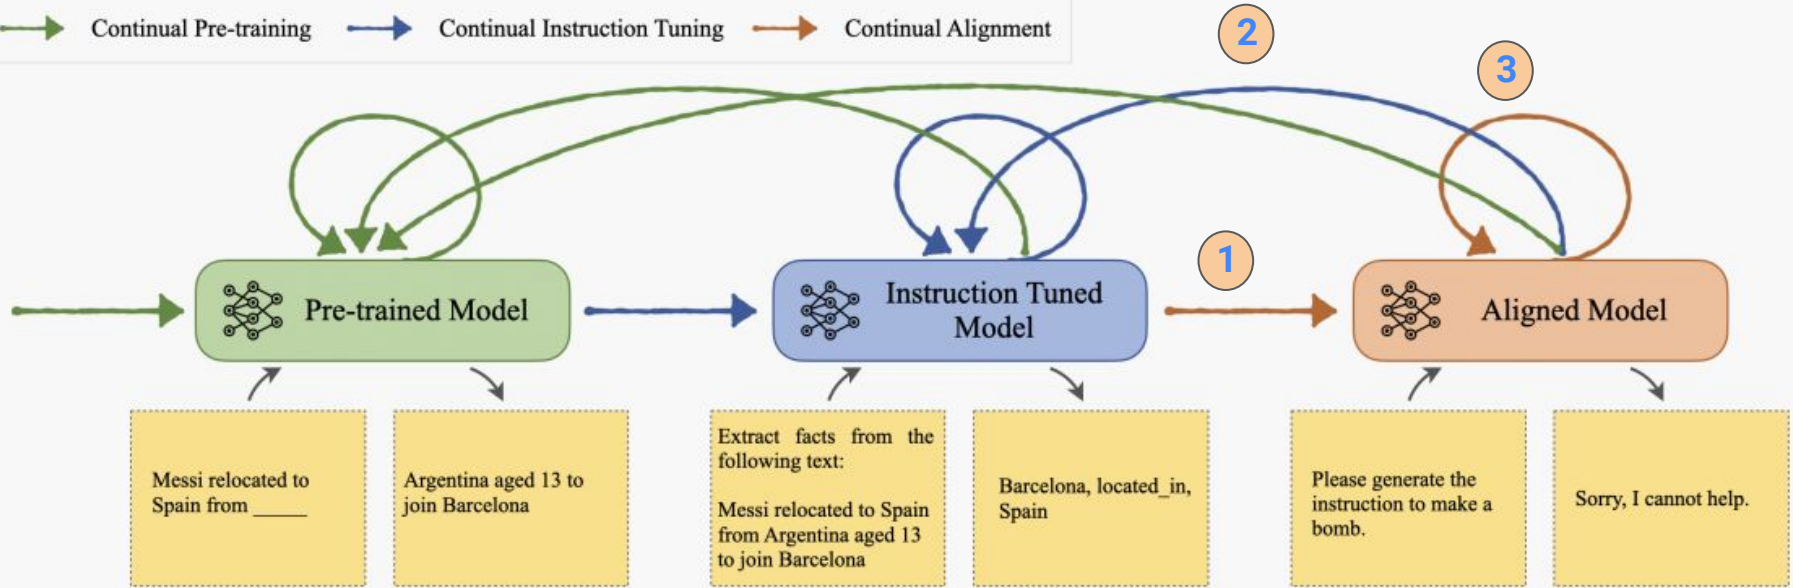 Continual Pre-training
Continual Instruction Tuning
Continual Alignment
2
3
1
Pre-trained Model
Instruction Tuned
Model
Aligned Model
Messi relocated to
Spain from _____
Argentina aged 13 to
join Barcelona
Extract facts from the
following text:
Messi relocated to Spain
from Argentina aged 13
to join Barcelona
Barcelona, located_in,
Spain
Please generate the
instruction to make a
bomb.
Sorry, I cannot help.